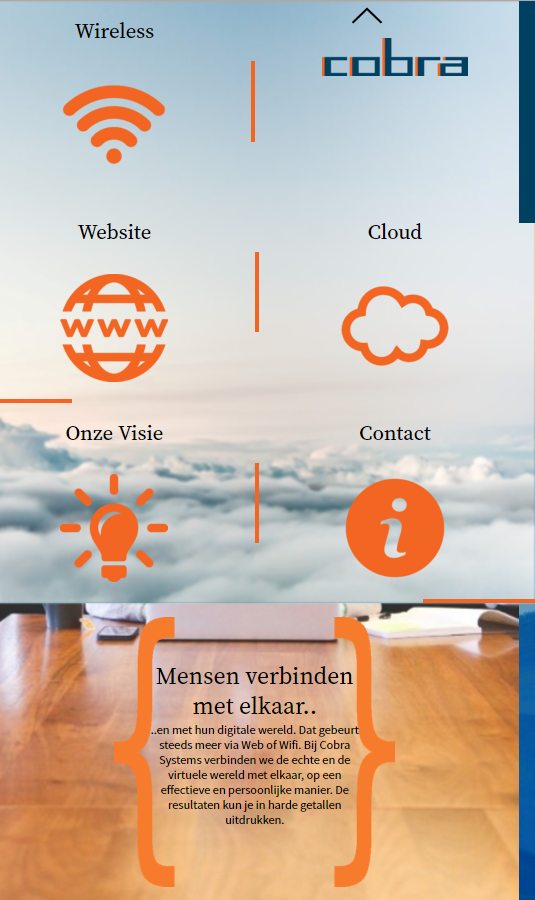 Wireless
cobra
Website
Cloud
www
Onze Visie
Contact
i
Mensen verbinden
met elkaar..
..en met hun digitale wereld. Dat gebeurt
steeds meer via Web of Wifi. Bij Cobra
Systems verbinden we de echte en de
virtuele wereld met elkaar, op een
effectieve en persoonlijke manier. De
resultaten kun je in harde getallen
uitdrukken.